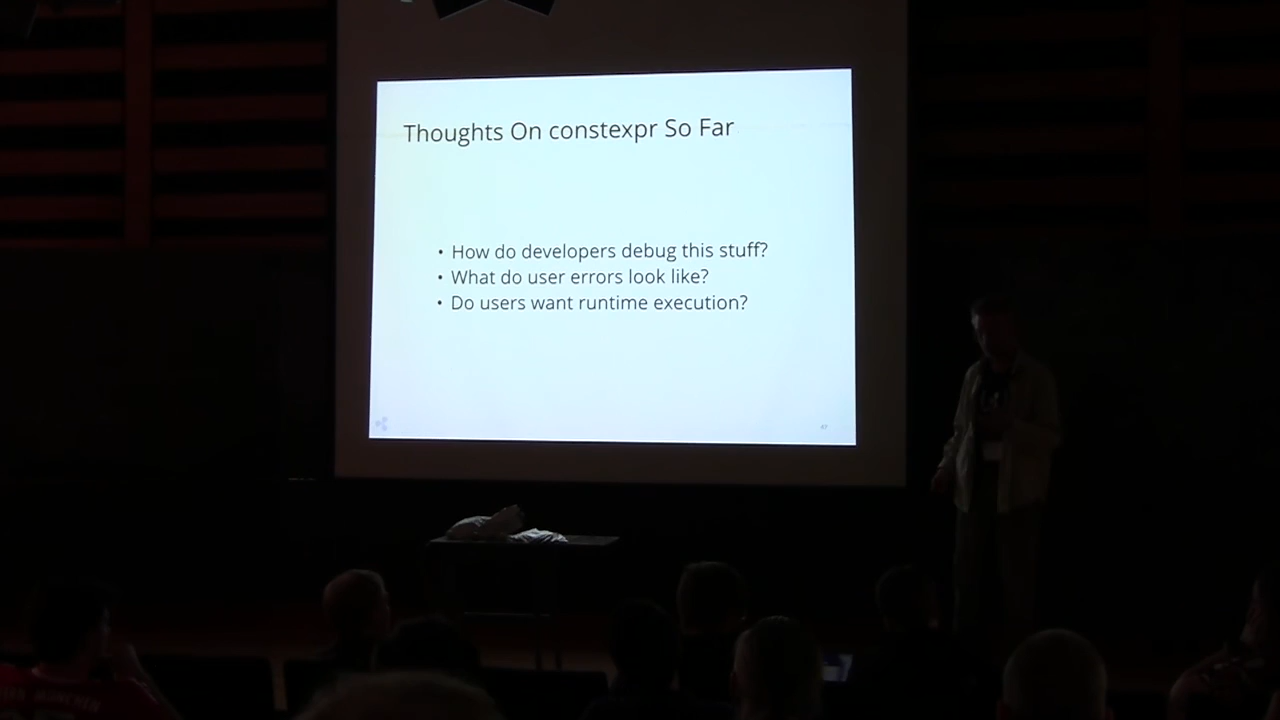 Thoughts On constexpr So Far
• How do developers debug this stuff?
• What do user errors look like?
• Do users want runtime execution?
47